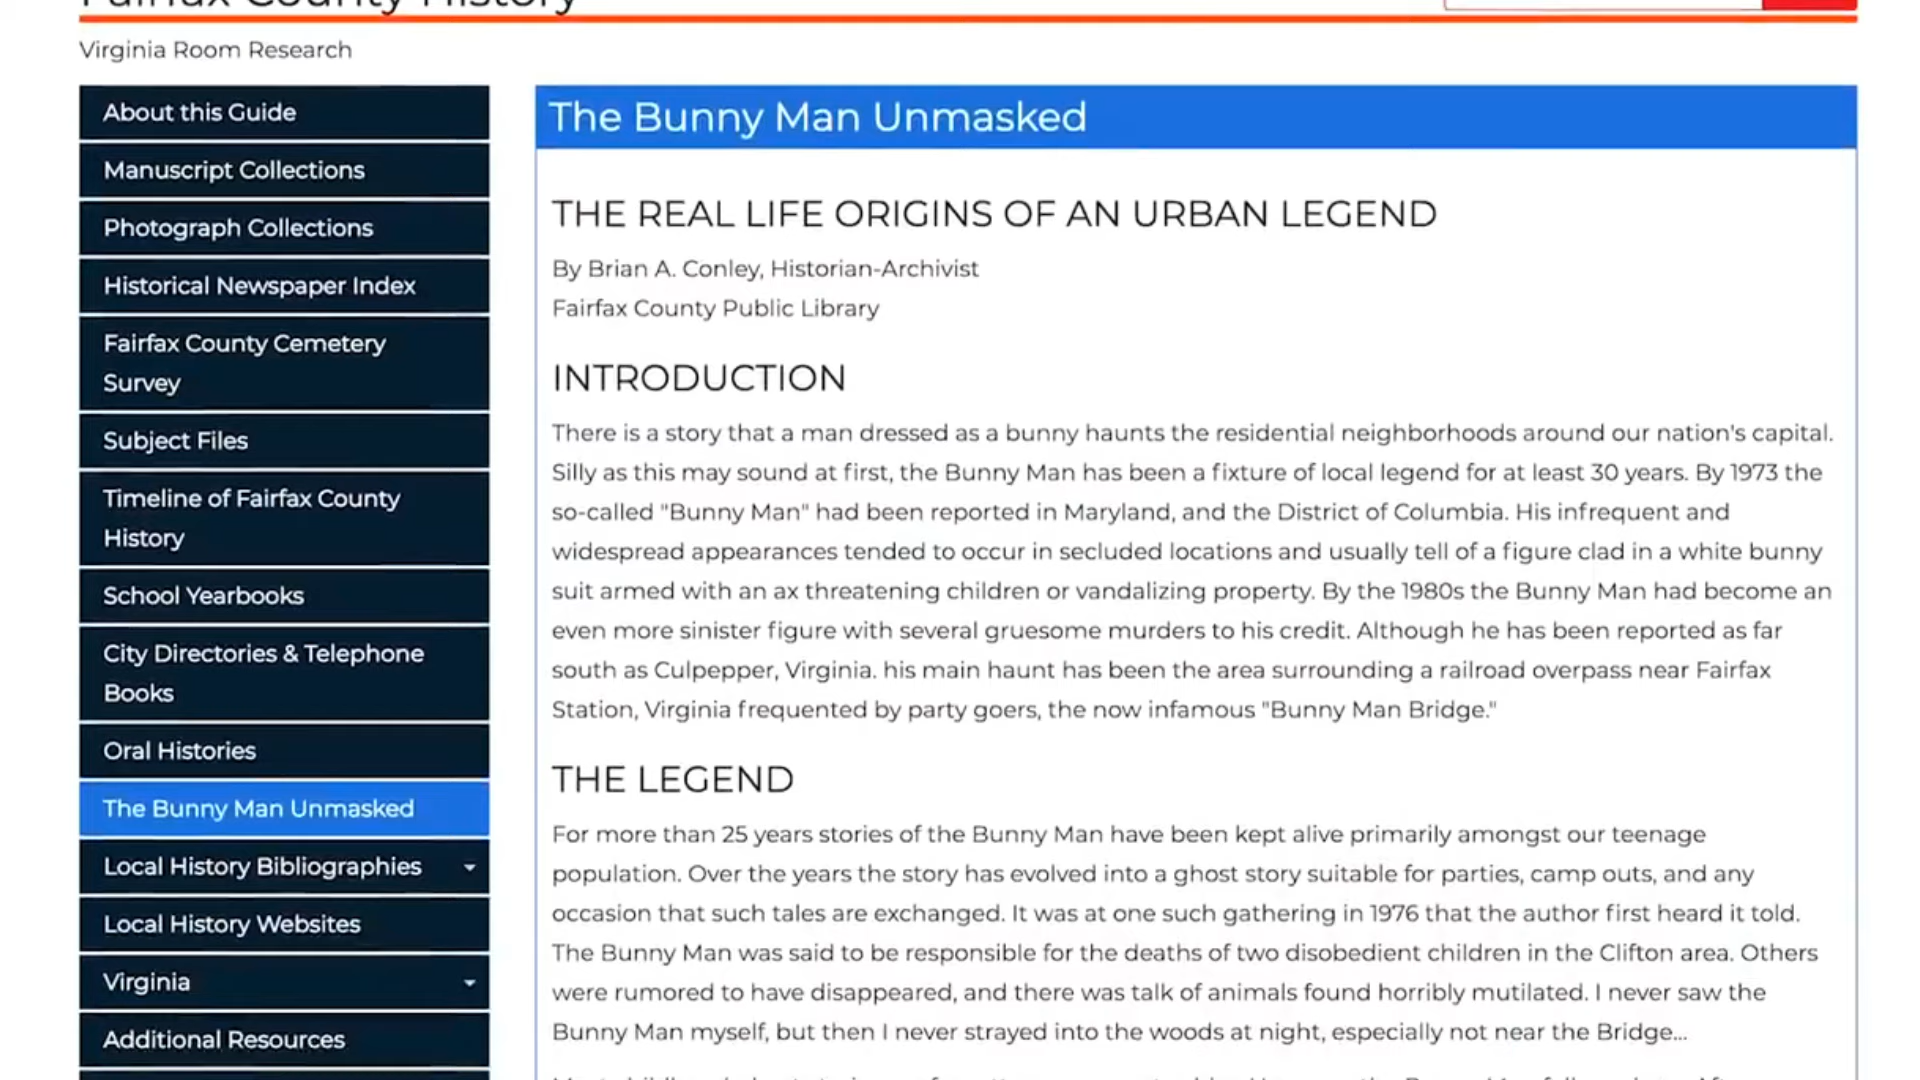 Fairfax County History
Virginia Room Research
About this Guide
Manuscript Collections
Photograph Collections
Historical Newspaper Index
Fairfax County Cemetery
Survey
Subject Files
Timeline of Fairfax County
History
School Yearbooks
City Directories & Telephone
Books
Oral Histories
The Bunny Man Unmasked
Local History Bibliographies
Local History Websites
Virginia
Additional Resources
The Bunny Man Unmasked
THE REAL LIFE ORIGINS OF AN URBAN LEGEND
By Brian A. Conley, Historian-Archivist
Fairfax County Public Library
INTRODUCTION
There is a story that a man dressed as a bunny haunts the residential neighborhoods around our nation's capital.
Silly as this may sound at first, the Bunny Man has been a fixture of local legend for at least 30 years. By 1973 the
so-called "Bunny Man" had been reported in Maryland, and the District of Columbia. His infrequent and
widespread appearances tended to occur in secluded locations and usually tell of a figure clad in a white bunny
suit armed with an ax threatening children or vandalizing property. By the 1980s the Bunny Man had become an
even more sinister figure with several gruesome murders to his credit. Although he has been reported as far
south as Culpepper, Virginia. his main haunt has been the area surrounding a railroad overpass near Fairfax
Station, Virginia frequented by party goers, the now infamous "Bunny Man Bridge."
THE LEGEND
For more than 25 years stories of the Bunny Man have been kept alive primarily amongst our teenage
population. Over the years the story has evolved into a ghost story suitable for parties, camp outs, and any
occasion that such tales are exchanged. It was at one such gathering in 1976 that the author first heard it told.
The Bunny Man was said to be responsible for the deaths of two disobedient children in the Clifton area. Others
were rumored to have disappeared, and there was talk of animals found horribly mutilated. I never saw the
Bunny Man myself, but then I never strayed into the woods at night, especially not near the Bridge...